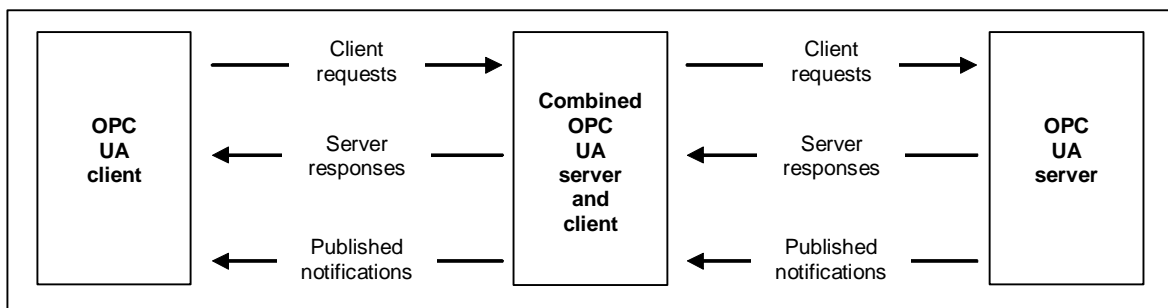 OPC
UA
client
Client
requests
Server
responses
Published
notifications
Combined
OPC
UA
server
and
client
Client
requests
Server
responses
Published
notifications
OPC
UA
server